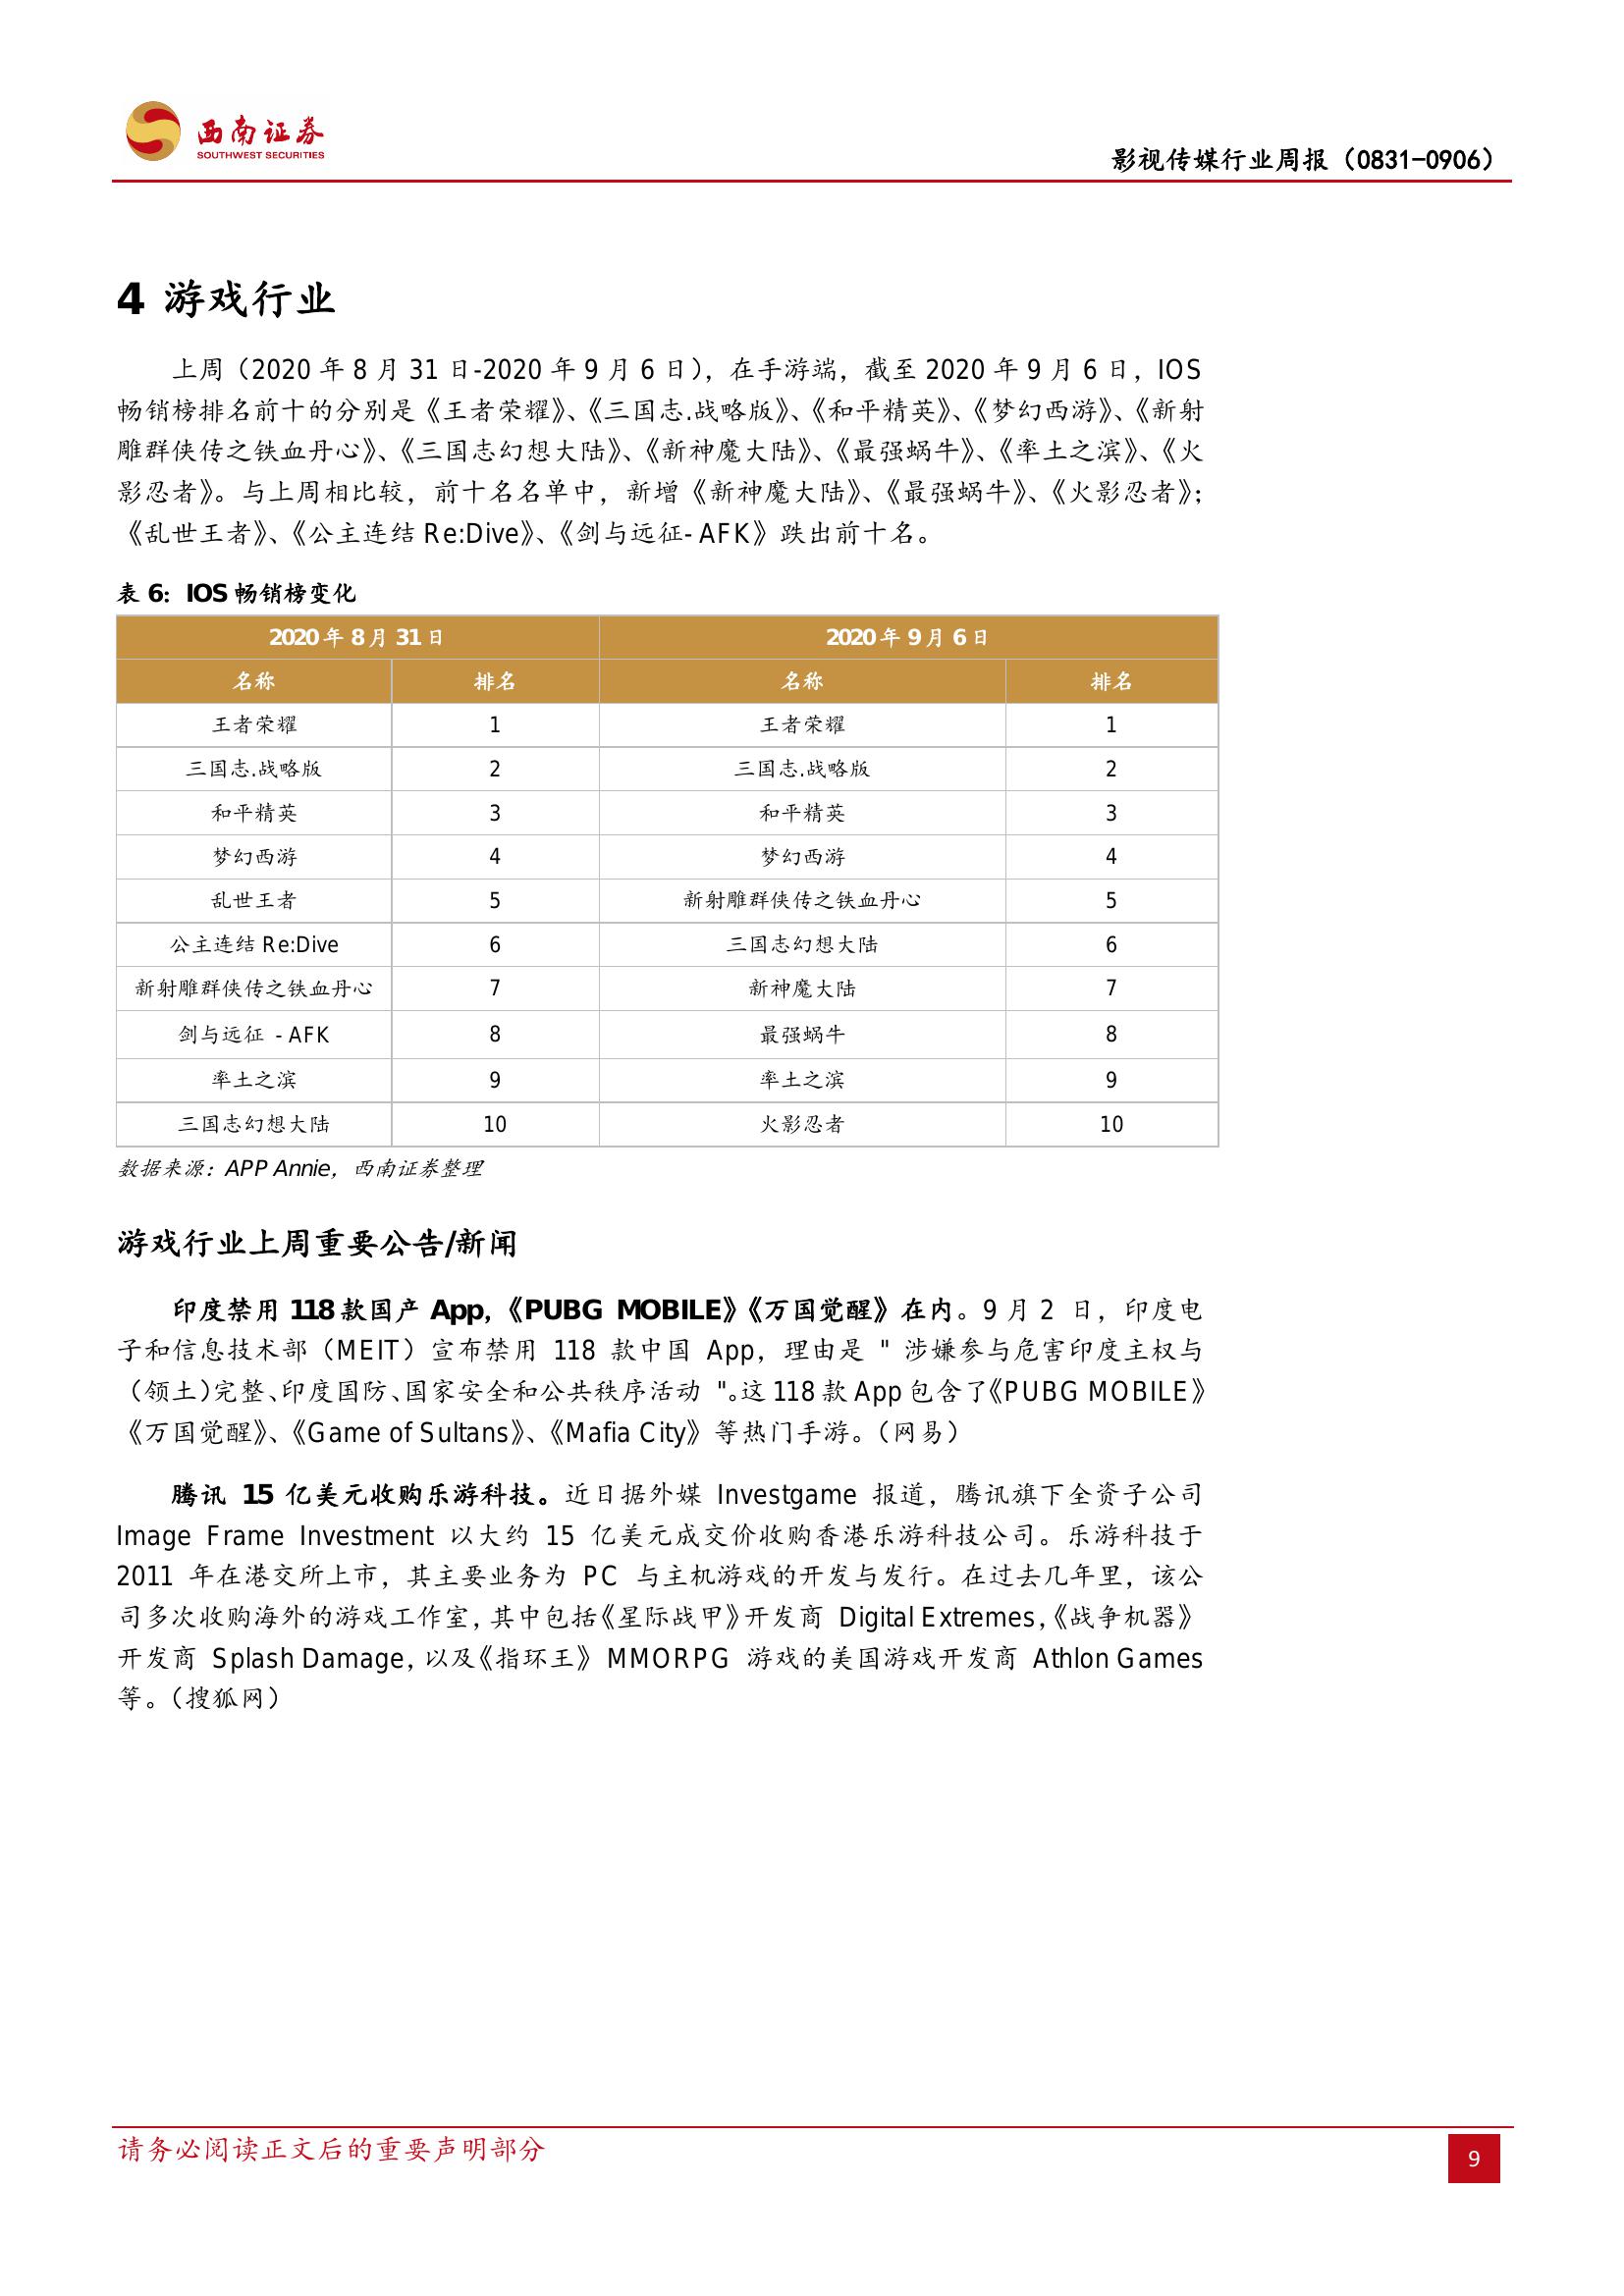 西南证券
SOUTHWEST SECURITIES
影视传媒行业周报（0831-0906）
4 游戏行业
上周（2020 年 8 月 31 日-2020 年 9 月 6 日），在手游端，截至 2020 年 9 月 6 日，IOS
畅销榜排名前十的分别是《王者荣耀》、《三国志.战略版》、《和平精英》、《梦幻西游》、《新射
雕群侠传之铁血丹心》、《三国志幻想大陆》、《新神魔大陆》、《最强蜗牛》、《率土之滨》、《火
影忍者》。与上周相比较，前十名名单中，新增《新神魔大陆》、《最强蜗牛》、《火影忍者》；
《乱世王者》、《公主连结 Re:Dive》、《剑与远征- AFK》跌出前十名。
表 6：IOS 畅销榜变化
2020 年 8 月 31 日 2020 年 9 月 6 日
名称 排名 名称 排名
王者荣耀 1 王者荣耀 1
三国志.战略版 2 三国志.战略版 2
和平精英 3 和平精英 3
梦幻西游 4 梦幻西游 4
乱世王者 5 新射雕群侠传之铁血丹心 5
公主连结 Re:Dive 6 三国志幻想大陆 6
新射雕群侠传之铁血丹心 7 新神魔大陆 7
剑与远征 - AFK 8 最强蜗牛 8
率土之滨 9 率土之滨 9
三国志幻想大陆 10 火影忍者 10
数据来源：APP Annie，西南证券整理
游戏行业上周重要公告/新闻
印度禁用 118 款国产 App，《PUBG MOBILE》《万国觉醒》在内。9 月 2 日，印度电
子和信息技术部（MEIT）宣布禁用 118 款中国 App，理由是 " 涉嫌参与危害印度主权与
（领土)完整、印度国防、国家安全和公共秩序活动 "。这 118 款 App 包含了《PUBG MOBILE》
《万国觉醒》、《Game of Sultans》、《Mafia City》等热门手游。（网易）
腾讯 15 亿美元收购乐游科技。近日据外媒 Investgame 报道，腾讯旗下全资子公司
Image Frame Investment 以大约 15 亿美元成交价收购香港乐游科技公司。乐游科技于
2011 年在港交所上市，其主要业务为 PC 与主机游戏的开发与发行。在过去几年里，该公
司多次收购海外的游戏工作室，其中包括《星际战甲》开发商 Digital Extremes，《战争机器》
开发商 Splash Damage，以及《指环王》MMORPG 游戏的美国游戏开发商 Athlon Games
等。（搜狐网）
请务必阅读正文后的重要声明部分
9